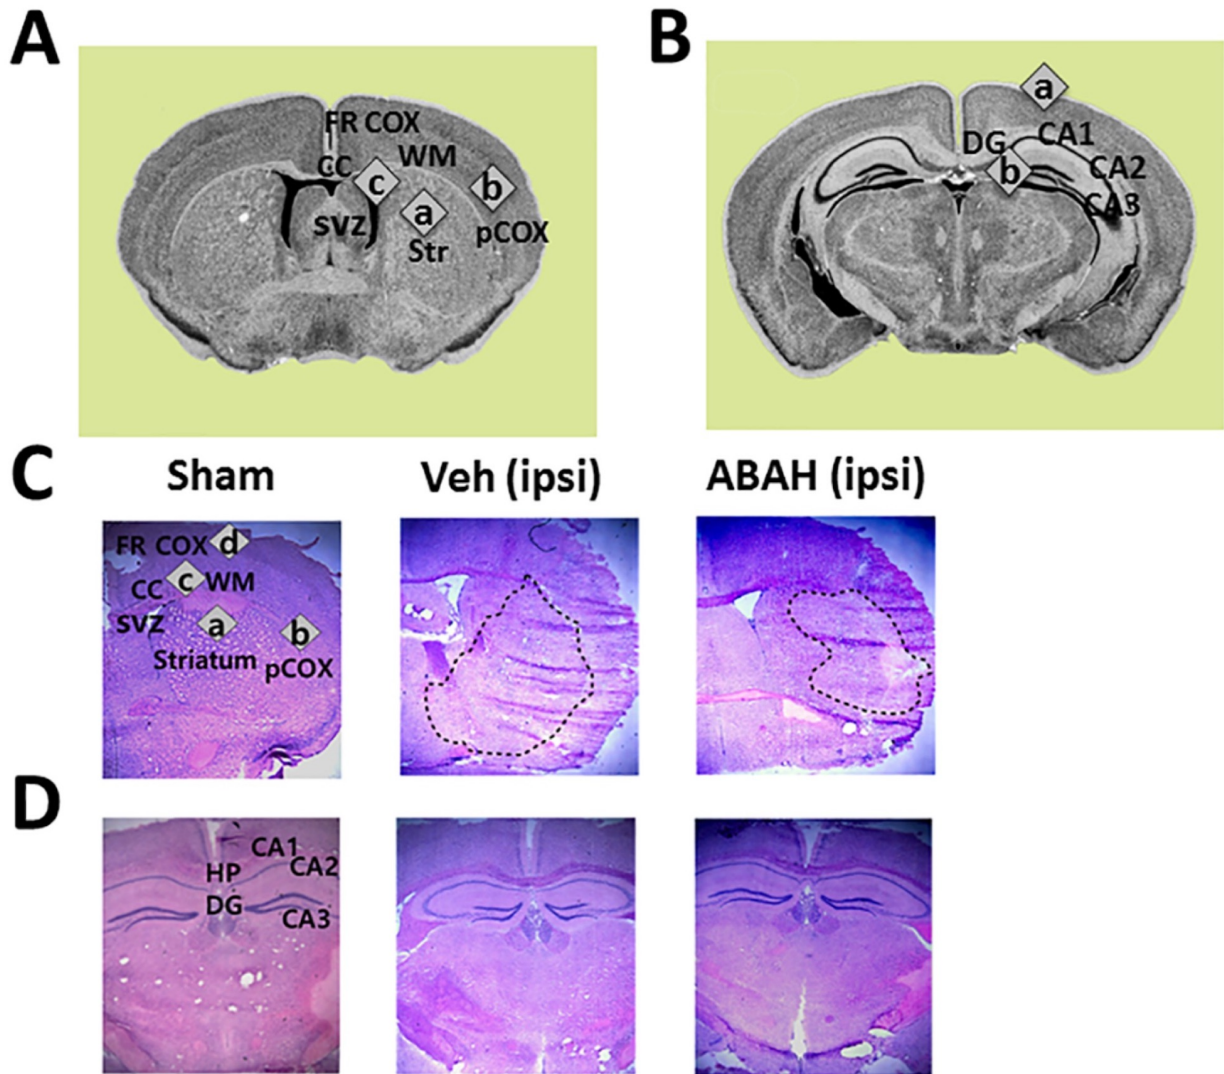 A
FR COX
CC WM
c
a
b
SVZ
Str
pCOX
B
a
DG
CA1
b
CA2
CA3
C
Sham
Veh (ipsi)
ABAH (ipsi)
FR COX d
c WM
CC
SVZ
a
b
Striatum
pCOX
D
CA1
HP
CA2
DG
CA3